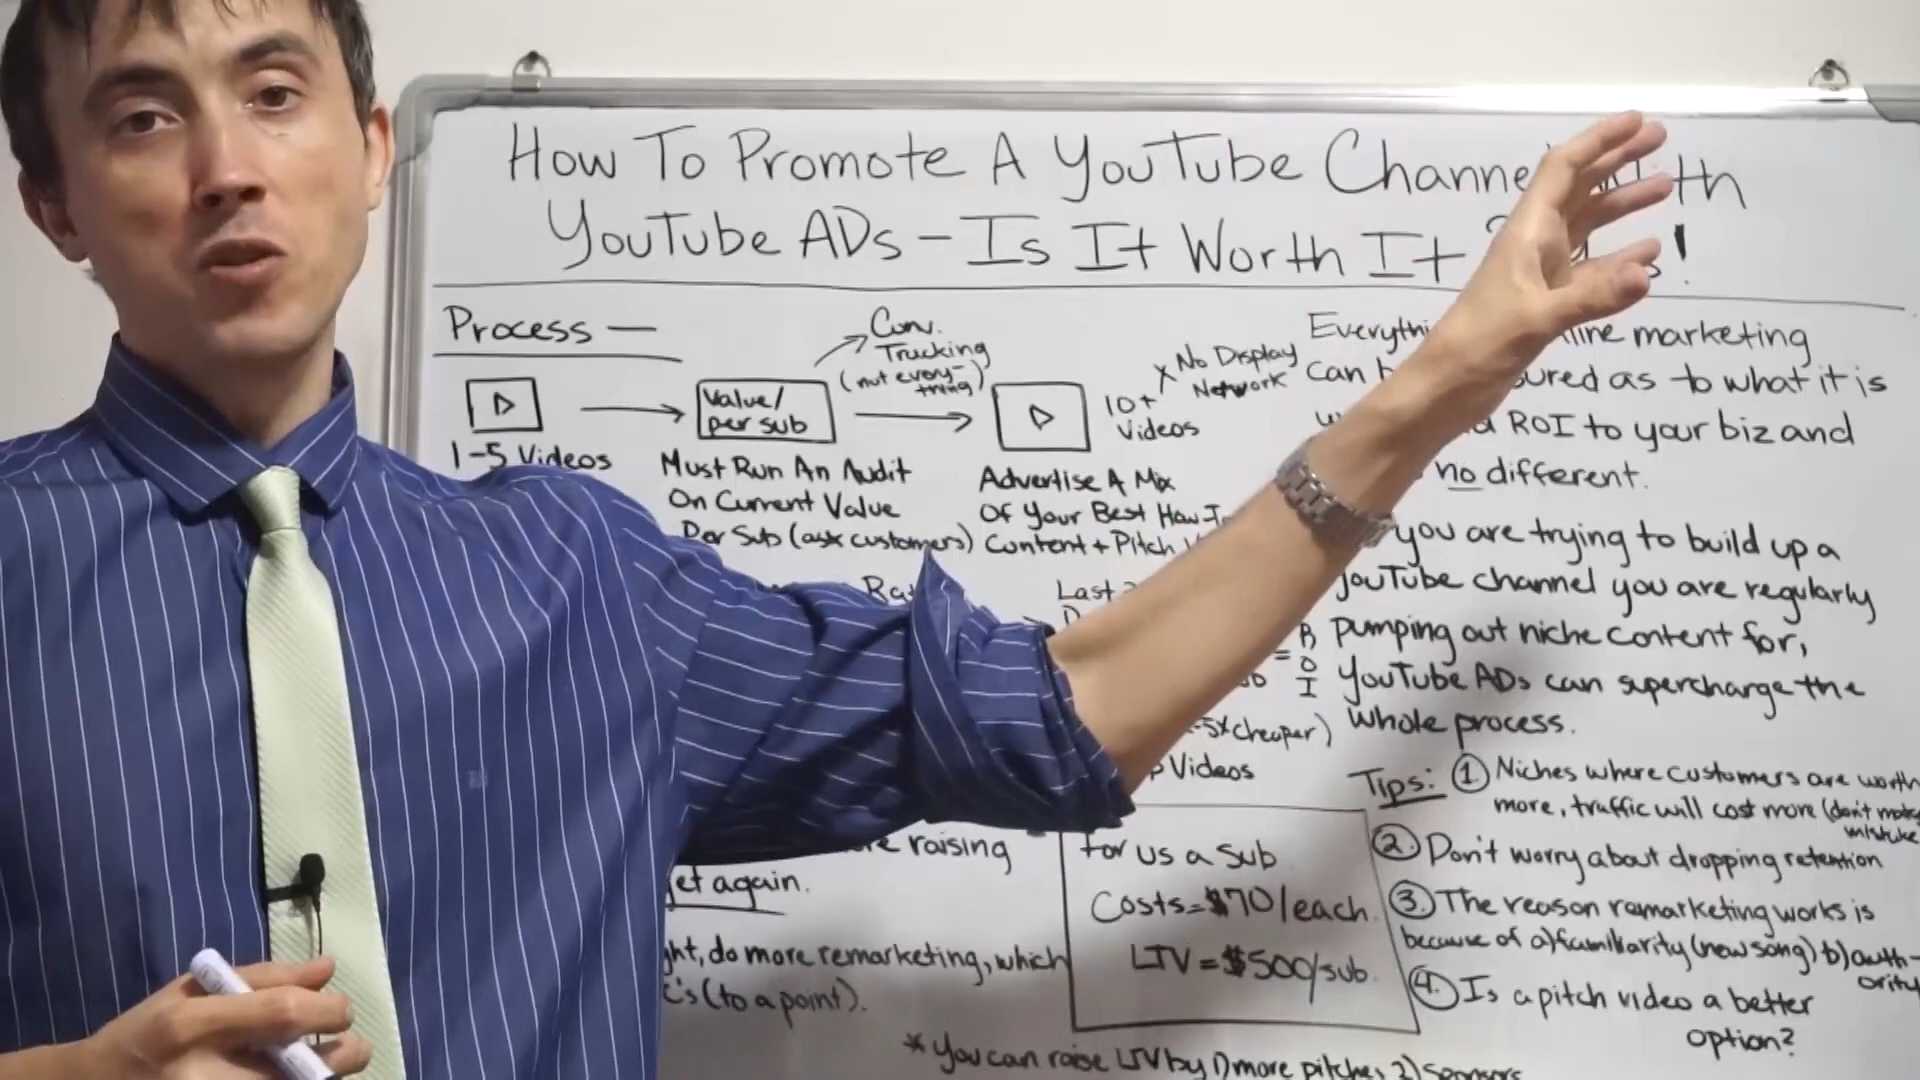 How To Promote A YouTube Channel With
YouTube ADs - Is It Worth It ? !
Process —
Conv.
Trucking
(not every-
thing)
Value/
per sub
10+
Videos
x No Display
Network
1-5 Videos
Must Run An Audit
On Current Value
Per Sub (ask customers)
Advertise A Mix
Of Your Best How-T
Content + Pitch
Last
= R
O
I
5x cheaper)
Videos
raising
again.
do more remarketing, which
(to a point).
For us a Sub
Costs = $70/each.
LTV = $500/sub.
* You can raise LTV by 1) more pitches 2) Sponsors
marketing
can as to what it is
ROI to your biz and
no different.
you are trying to build up a
YouTube channel you are regularly
pumping out niche content for,
YouTube ADs can supercharge the
whole process.
Tips: 1 Niches where customers are worth
more, traffic will cost more (don't
mistake
2. Don't worry about dropping retention
3. The reason remarketing works is
because of a) familiarity (new song) b) auth-
ority
4. Is a pitch video a better
option?